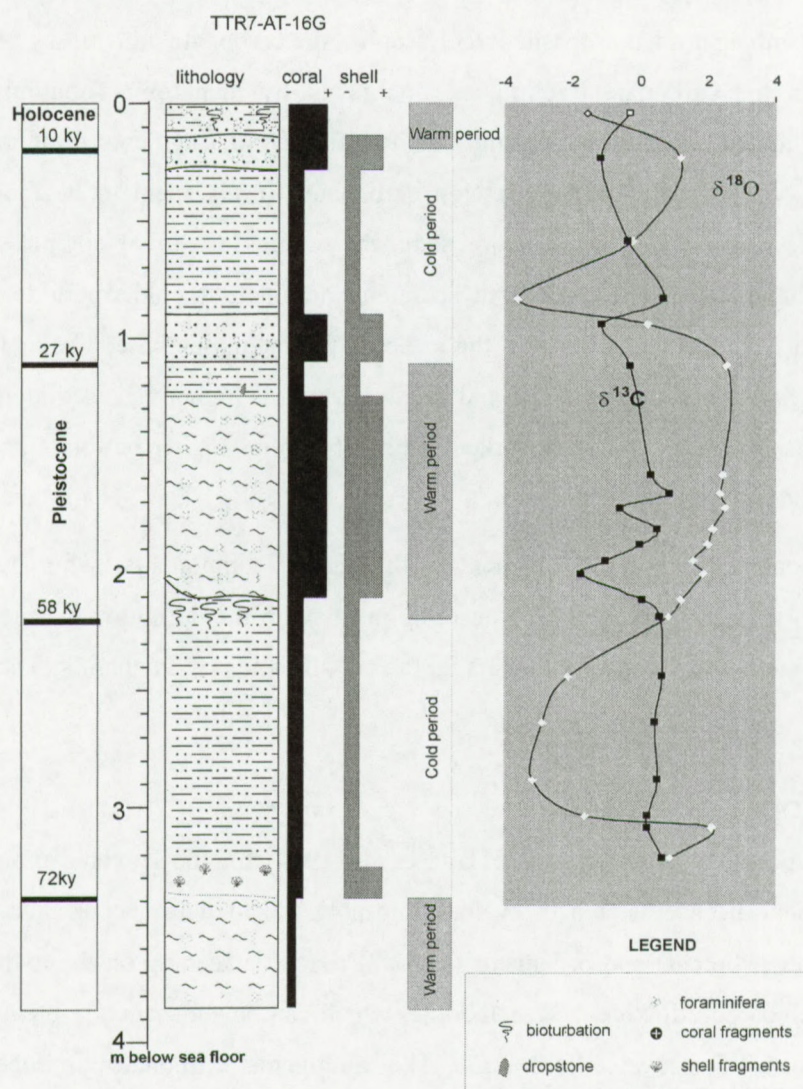 TTR7-AT-16G
lithology
coral
+
shell
+
-4
-2
0
2
4
0
1
2
3
4
m below sea floor
Holocene
10 ky
27 ky
Pleistocene
58 ky
72ky
Warm period
Cold period
Warm period
Cold period
Warm period
δ18O
δ13C
LEGEND
foraminifera
bioturbation
coral fragments
dropstone
shell fragments